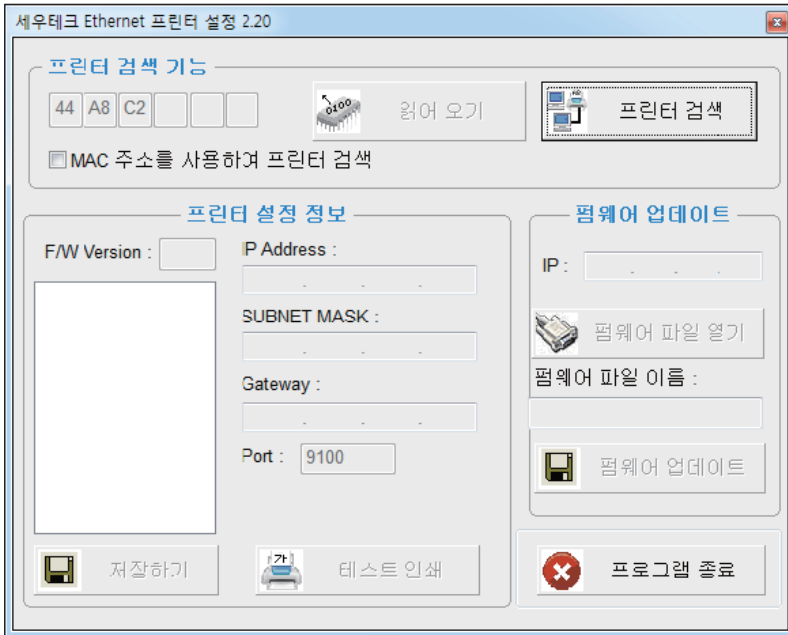 세우테크 Ethernet 프린터 설정 2.20
프린터 검색 기능
44 A8 C2
0100
읽어 오기
프린터 검색
MAC 주소를 사용하여 프린터 검색
프린터 설정 정보
F/W Version :
IP Address :
. . .
SUBNET MASK :
. . .
Gateway :
. . .
Port : 9100
저장하기
가
테스트 인쇄
펌웨어 업데이트
IP : . . .
펌웨어 파일 열기
펌웨어 파일 이름 :
펌웨어 업데이트
프로그램 종료